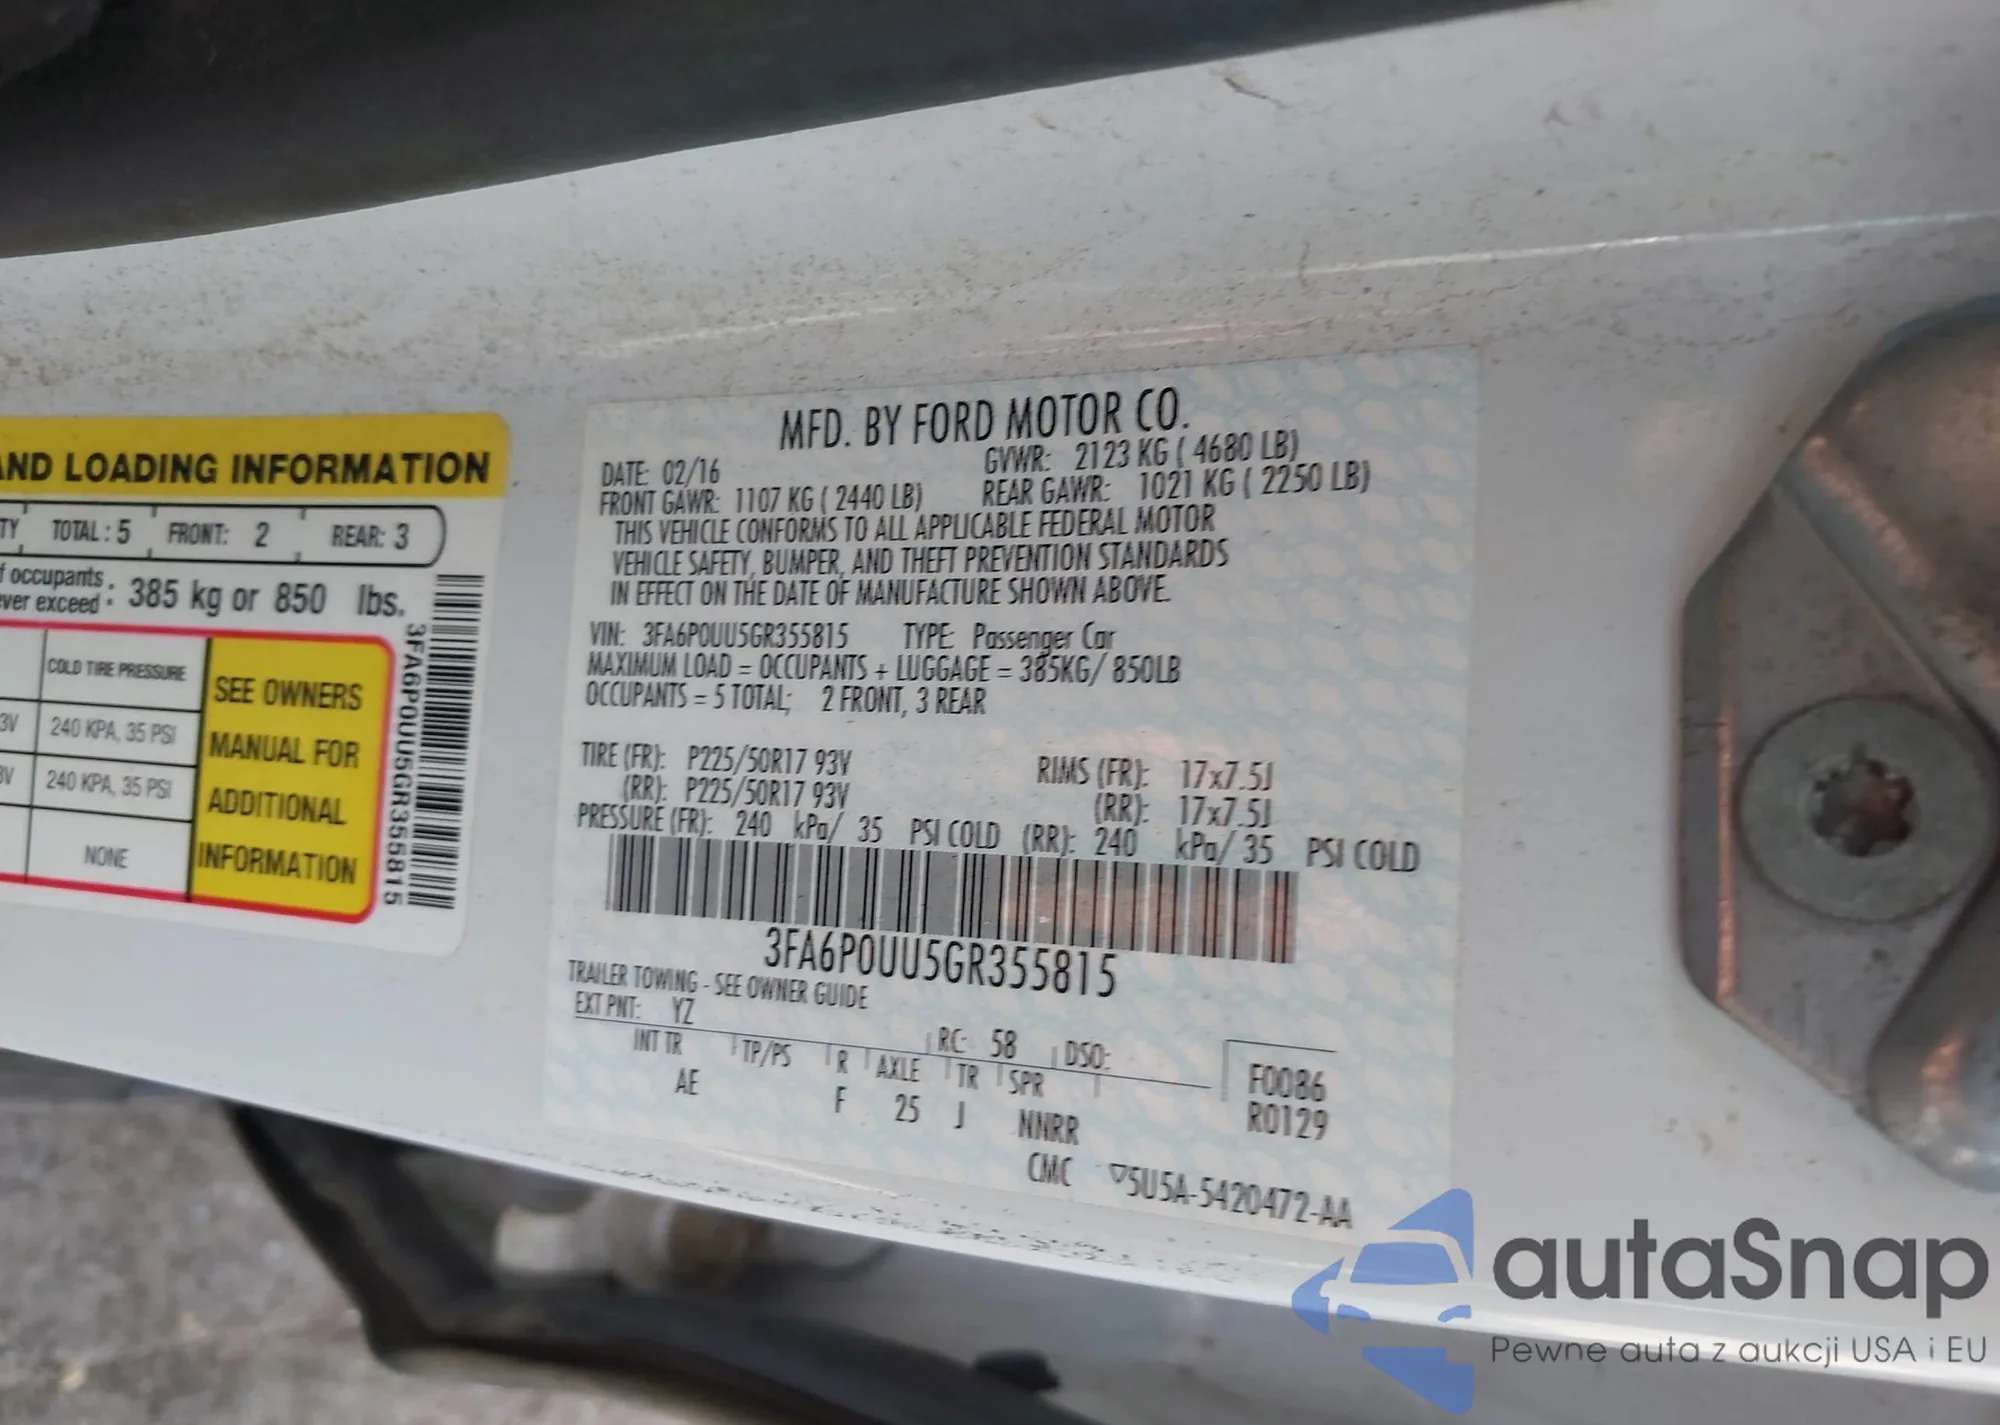 AND LOADING INFORMATION
TOTAL: 5 FRONT: 2 REAR: 3
occupants
exceed 385 kg or 850 lbs.
COLD TIRE PRESSURE
240 KPA, 35 PSI
240 KPA, 35 PSI
NONE
SEE OWNERS
MANUAL FOR
ADDITIONAL
INFORMATION
3FA6P0UU5GR355815
MFD. BY FORD MOTOR CO.
DATE: 02/16 GVWR: 2123 KG ( 4680 LB)
FRONT GAWR: 1107 KG ( 2440 LB) REAR GAWR: 1021 KG ( 2250 LB)
THIS VEHICLE CONFORMS TO ALL APPLICABLE FEDERAL MOTOR
VEHICLE SAFETY, BUMPER, AND THEFT PREVENTION STANDARDS
IN EFFECT ON THE DATE OF MANUFACTURE SHOWN ABOVE.
VIN: 3FA6P0UU5GR355815 TYPE: Passenger Car
MAXIMUM LOAD = OCCUPANTS + LUGGAGE = 385KG/ 850LB
OCCUPANTS = 5 TOTAL; 2 FRONT, 3 REAR
TIRE (FR): P225/50R17 93V RIMS (FR): 17x7.5J
(RR): P225/50R17 93V (RR): 17x7.5J
PRESSURE (FR): 240 kPa/ 35 PSI COLD (RR): 240 kPa/ 35 PSI COLD
3FA6P0UU5GR355815
TRAILER TOWING - SEE OWNER GUIDE
EXT PNT: YZ RC: 58 DSO:
INT TR TP/PS R AXLE TR SPR F0086
AE F 25 J NNRR R0129
CMC ▽5U5A-5420472-AA
autaSnap
Pewne auta z aukcji USA i EU